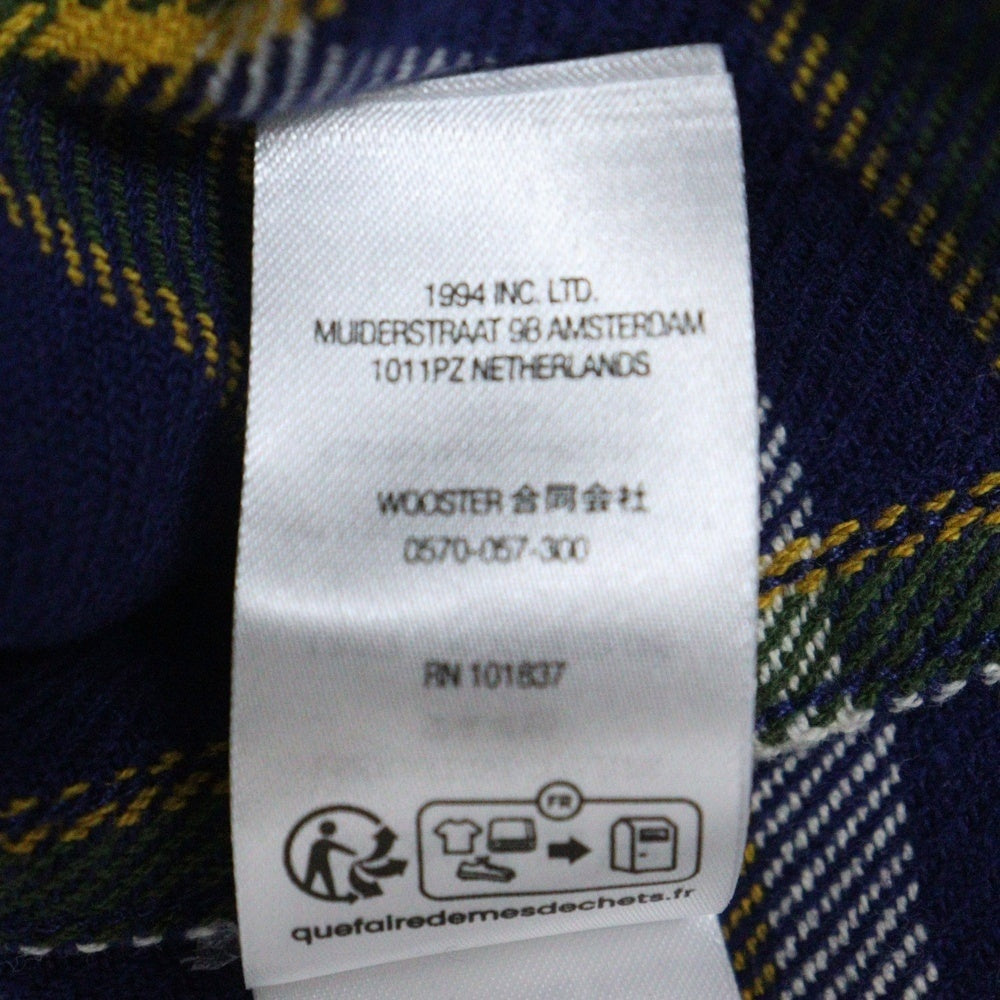 1994 INC. LTD.
MUIDERSTRAAT 9B AMSTERDAM
1011PZ NETHERLANDS
WOOSTER 合同会社
0570-057-300
RN 101837
FR
quefairedemesdechets.fr